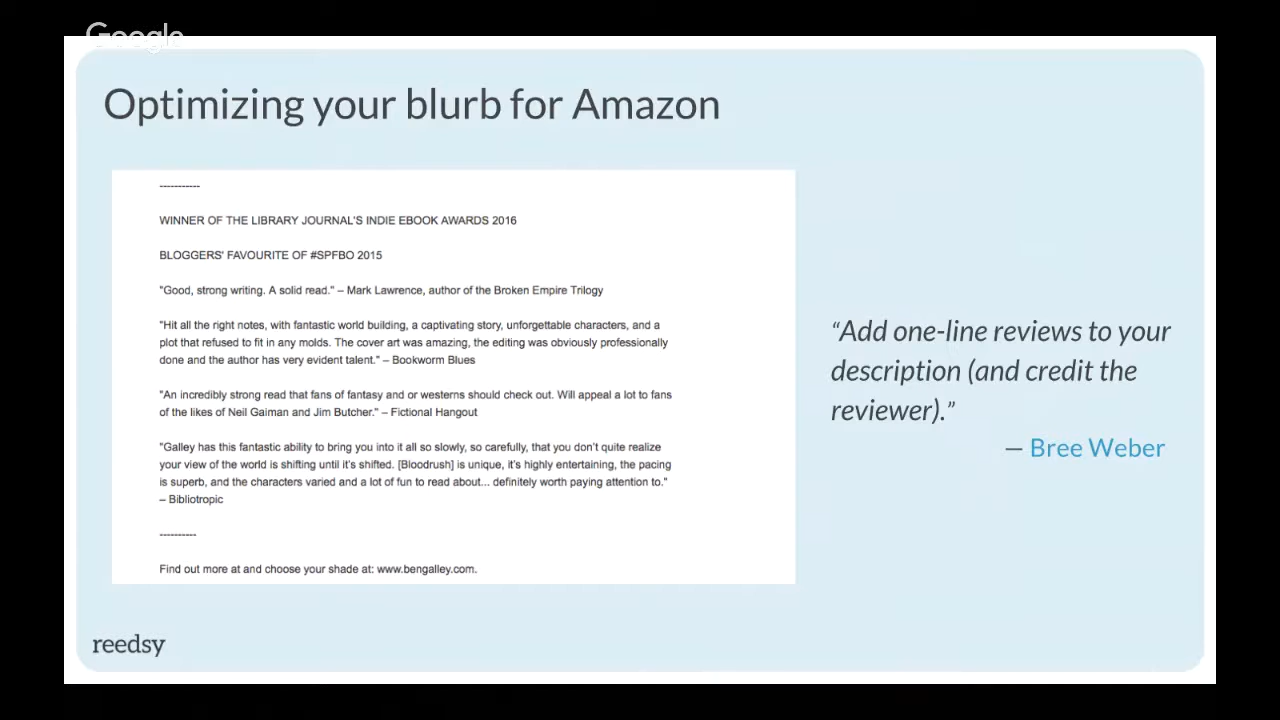 Google
Optimizing your blurb for Amazon
-----------
WINNER OF THE LIBRARY JOURNAL'S INDIE EBOOK AWARDS 2016
BLOGGERS' FAVOURITE OF #SPFBO 2015
"Good, strong writing. A solid read." – Mark Lawrence, author of the Broken Empire Trilogy
"Hit all the right notes, with fantastic world building, a captivating story, unforgettable characters, and a
plot that refused to fit in any molds. The cover art was amazing, the editing was obviously professionally
done and the author has very evident talent." – Bookworm Blues
"An incredibly strong read that fans of fantasy and or westerns should check out. Will appeal a lot to fans
of the likes of Neil Gaiman and Jim Butcher." – Fictional Hangout
"Galley has this fantastic ability to bring you into it all so slowly, so carefully, that you don't quite realize
your view of the world is shifting until it's shifted. [Bloodrush] is unique, it's highly entertaining, the pacing
is superb, and the characters varied and a lot of fun to read about... definitely worth paying attention to."
– Bibliotropic
----------
Find out more at and choose your shade at: www.bengalley.com.
“Add one-line reviews to your
description (and credit the
reviewer).”
— Bree Weber
reedsy